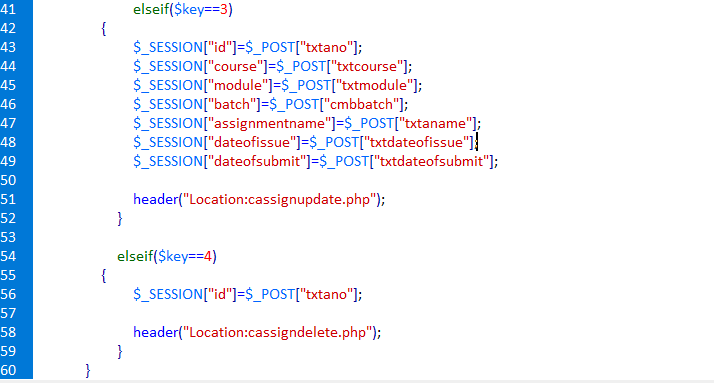 41 elseif($key==3)
42 {
43 $_SESSION["id"]=$_POST["txtano"];
44 $_SESSION["course"]=$_POST["txtcourse"];
45 $_SESSION["module"]=$_POST["txtmodule"];
46 $_SESSION["batch"]=$_POST["cmbbatch"];
47 $_SESSION["assignmentname"]=$_POST["txtaname"];
48 $_SESSION["dateofissue"]=$_POST["txtdateofissue"];
49 $_SESSION["dateofsubmit"]=$_POST["txtdateofsubmit"];
50
51 header("Location:cassignupdate.php");
52 }
53
54 elseif($key==4)
55 {
56 $_SESSION["id"]=$_POST["txtano"];
57
58 header("Location:cassigndelete.php");
59 }
60 }